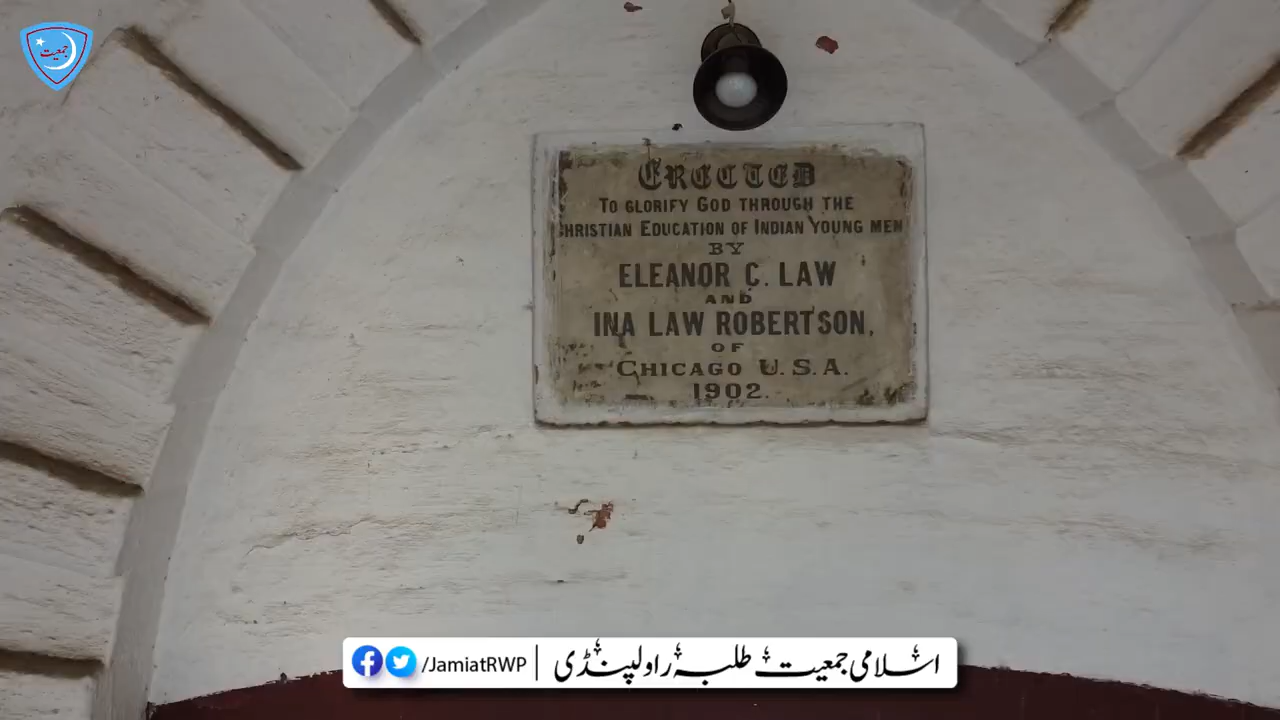 جمعیت
ERECTED
TO GLORIFY GOD THROUGH THE
CHRISTIAN EDUCATION OF INDIAN YOUNG MEN
BY
ELEANOR C. LAW
AND
INA LAW ROBERTSON,
OF
CHICAGO U.S.A.
1902.
/JamiatRWP | اسلامی جمعیت طلبہ راولپنڈی